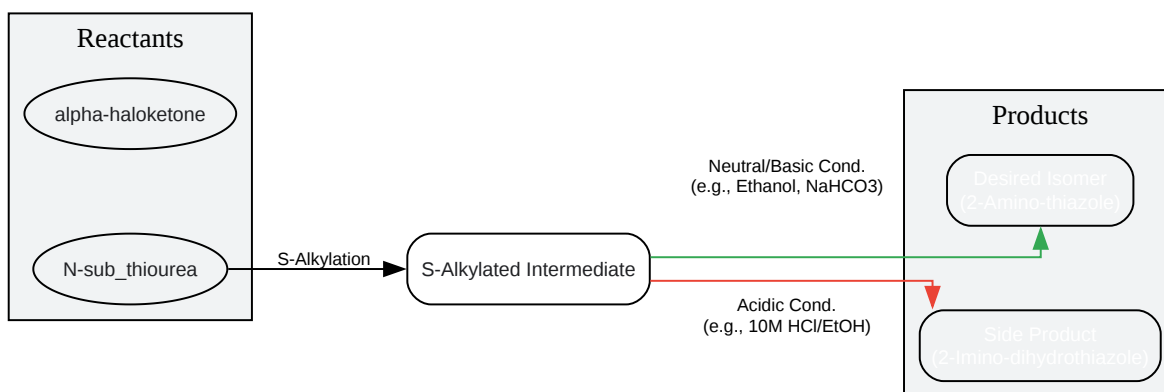 Reactants
alpha-haloketone
N-sub_thiourea
S-Alkylation
S-Alkylated Intermediate
Neutral/Basic Cond.
(e.g., Ethanol, NaHCO3)
Acidic Cond.
(e.g., 10M HCl/EtOH)
Products
Desired Isomer
(2-Amino-thiazole)
Side Product
(2-Imino-dihydrothiazole)